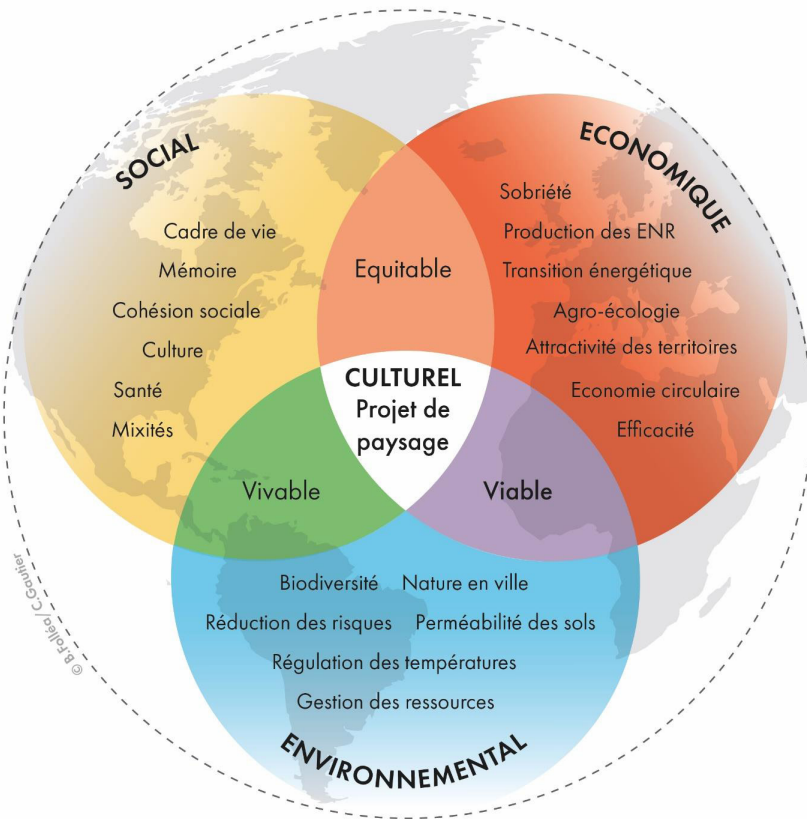 SOCIAL
Cadre de vie
Mémoire
Cohésion sociale
Culture
Santé
Mixités
ECONOMIQUE
Sobriété
Production des ENR
Transition énergétique
Agro-écologie
Attractivité des territoires
Economie circulaire
Efficacité
Equitable
CULTUREL
Projet de
paysage
Vivable
Viable
Biodiversité Nature en ville
Réduction des risques Perméabilité des sols
Régulation des températures
Gestion des ressources
ENVIRONNEMENTAL
© B.Folléa/ C.Gautier